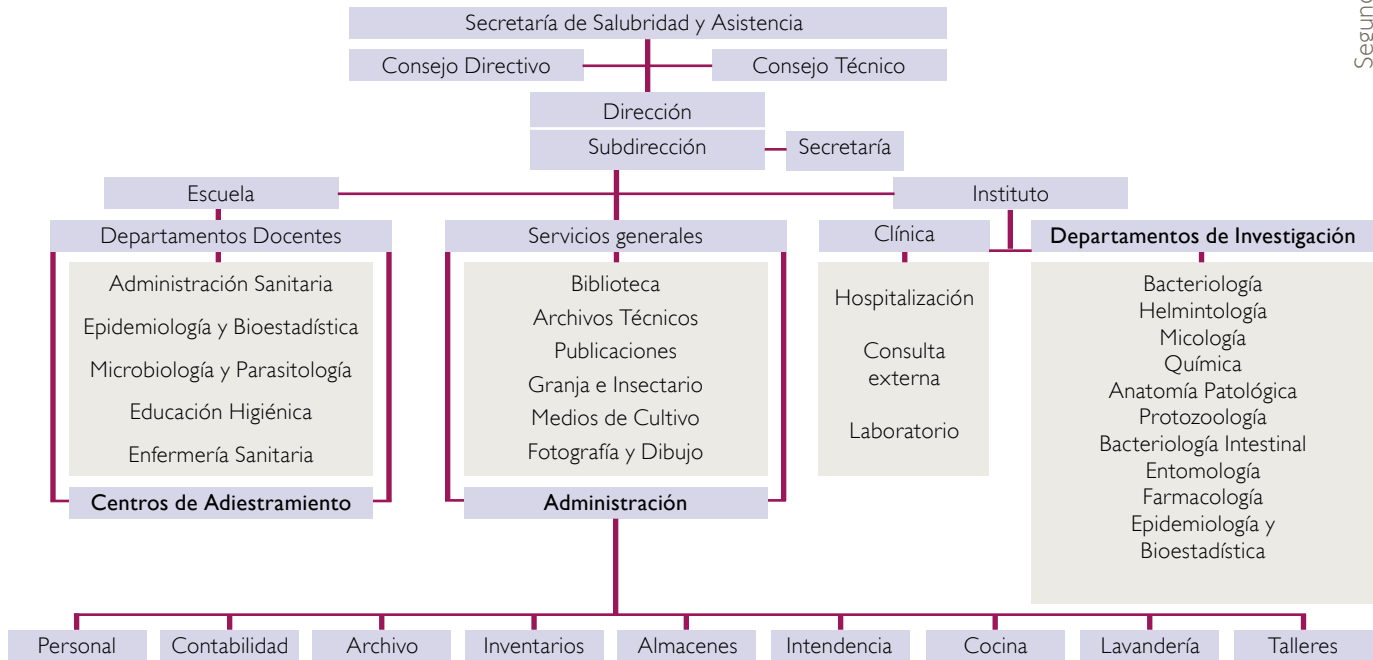 Secretaría de Salubridad y Asistencia
Consejo Directivo
Consejo Técnico
Dirección
Subdirección
Secretaría
Escuela
Instituto
Departamentos Docentes
Administración Sanitaria
Epidemiología y Bioestadística
Microbiología y Parasitología
Educación Higiénica
Enfermería Sanitaria
Centros de Adiestramiento
Servicios generales
Biblioteca
Archivos Técnicos
Publicaciones
Granja e Insectario
Medios de Cultivo
Fotografía y Dibujo
Administración
Clínica
Hospitalización
Consulta
externa
Laboratorio
Departamentos de Investigación
Bacteriología
Helmintología
Micología
Química
Anatomía Patológica
Protozoología
Bacteriología Intestinal
Entomología
Farmacología
Epidemiología y
Bioestadística
Personal
Contabilidad
Archivo
Inventarios
Almacenes
Intendencia
Cocina
Lavandería
Talleres